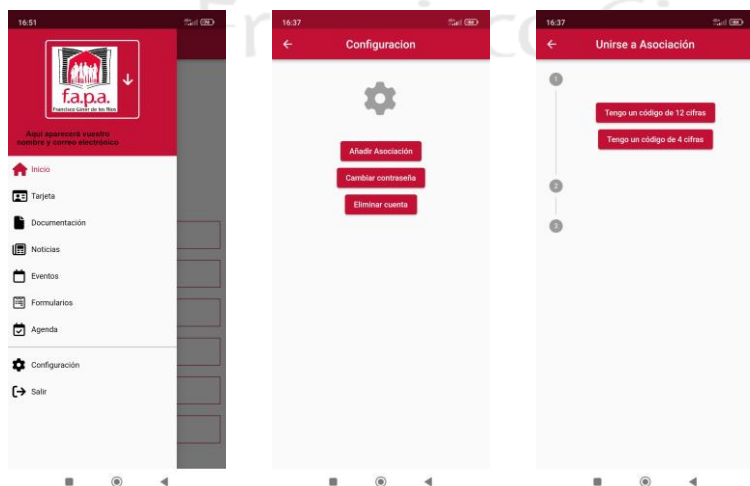 16:51
f.a.p.a.
Francisco Giner de los Ríos
Aqui aparecerá vuestro
nombre y correo electrónico
Inicio
Tarjeta
Documentación
Noticias
Eventos
Formularios
Agenda
Configuración
Salir
16:37
Configuracion
Añadir Asociación
Cambiar contraseña
Eliminar cuenta
16:37
Unirse a Asociación
1
Tengo un código de 12 cifras
Tengo un código de 4 cifras
2
3